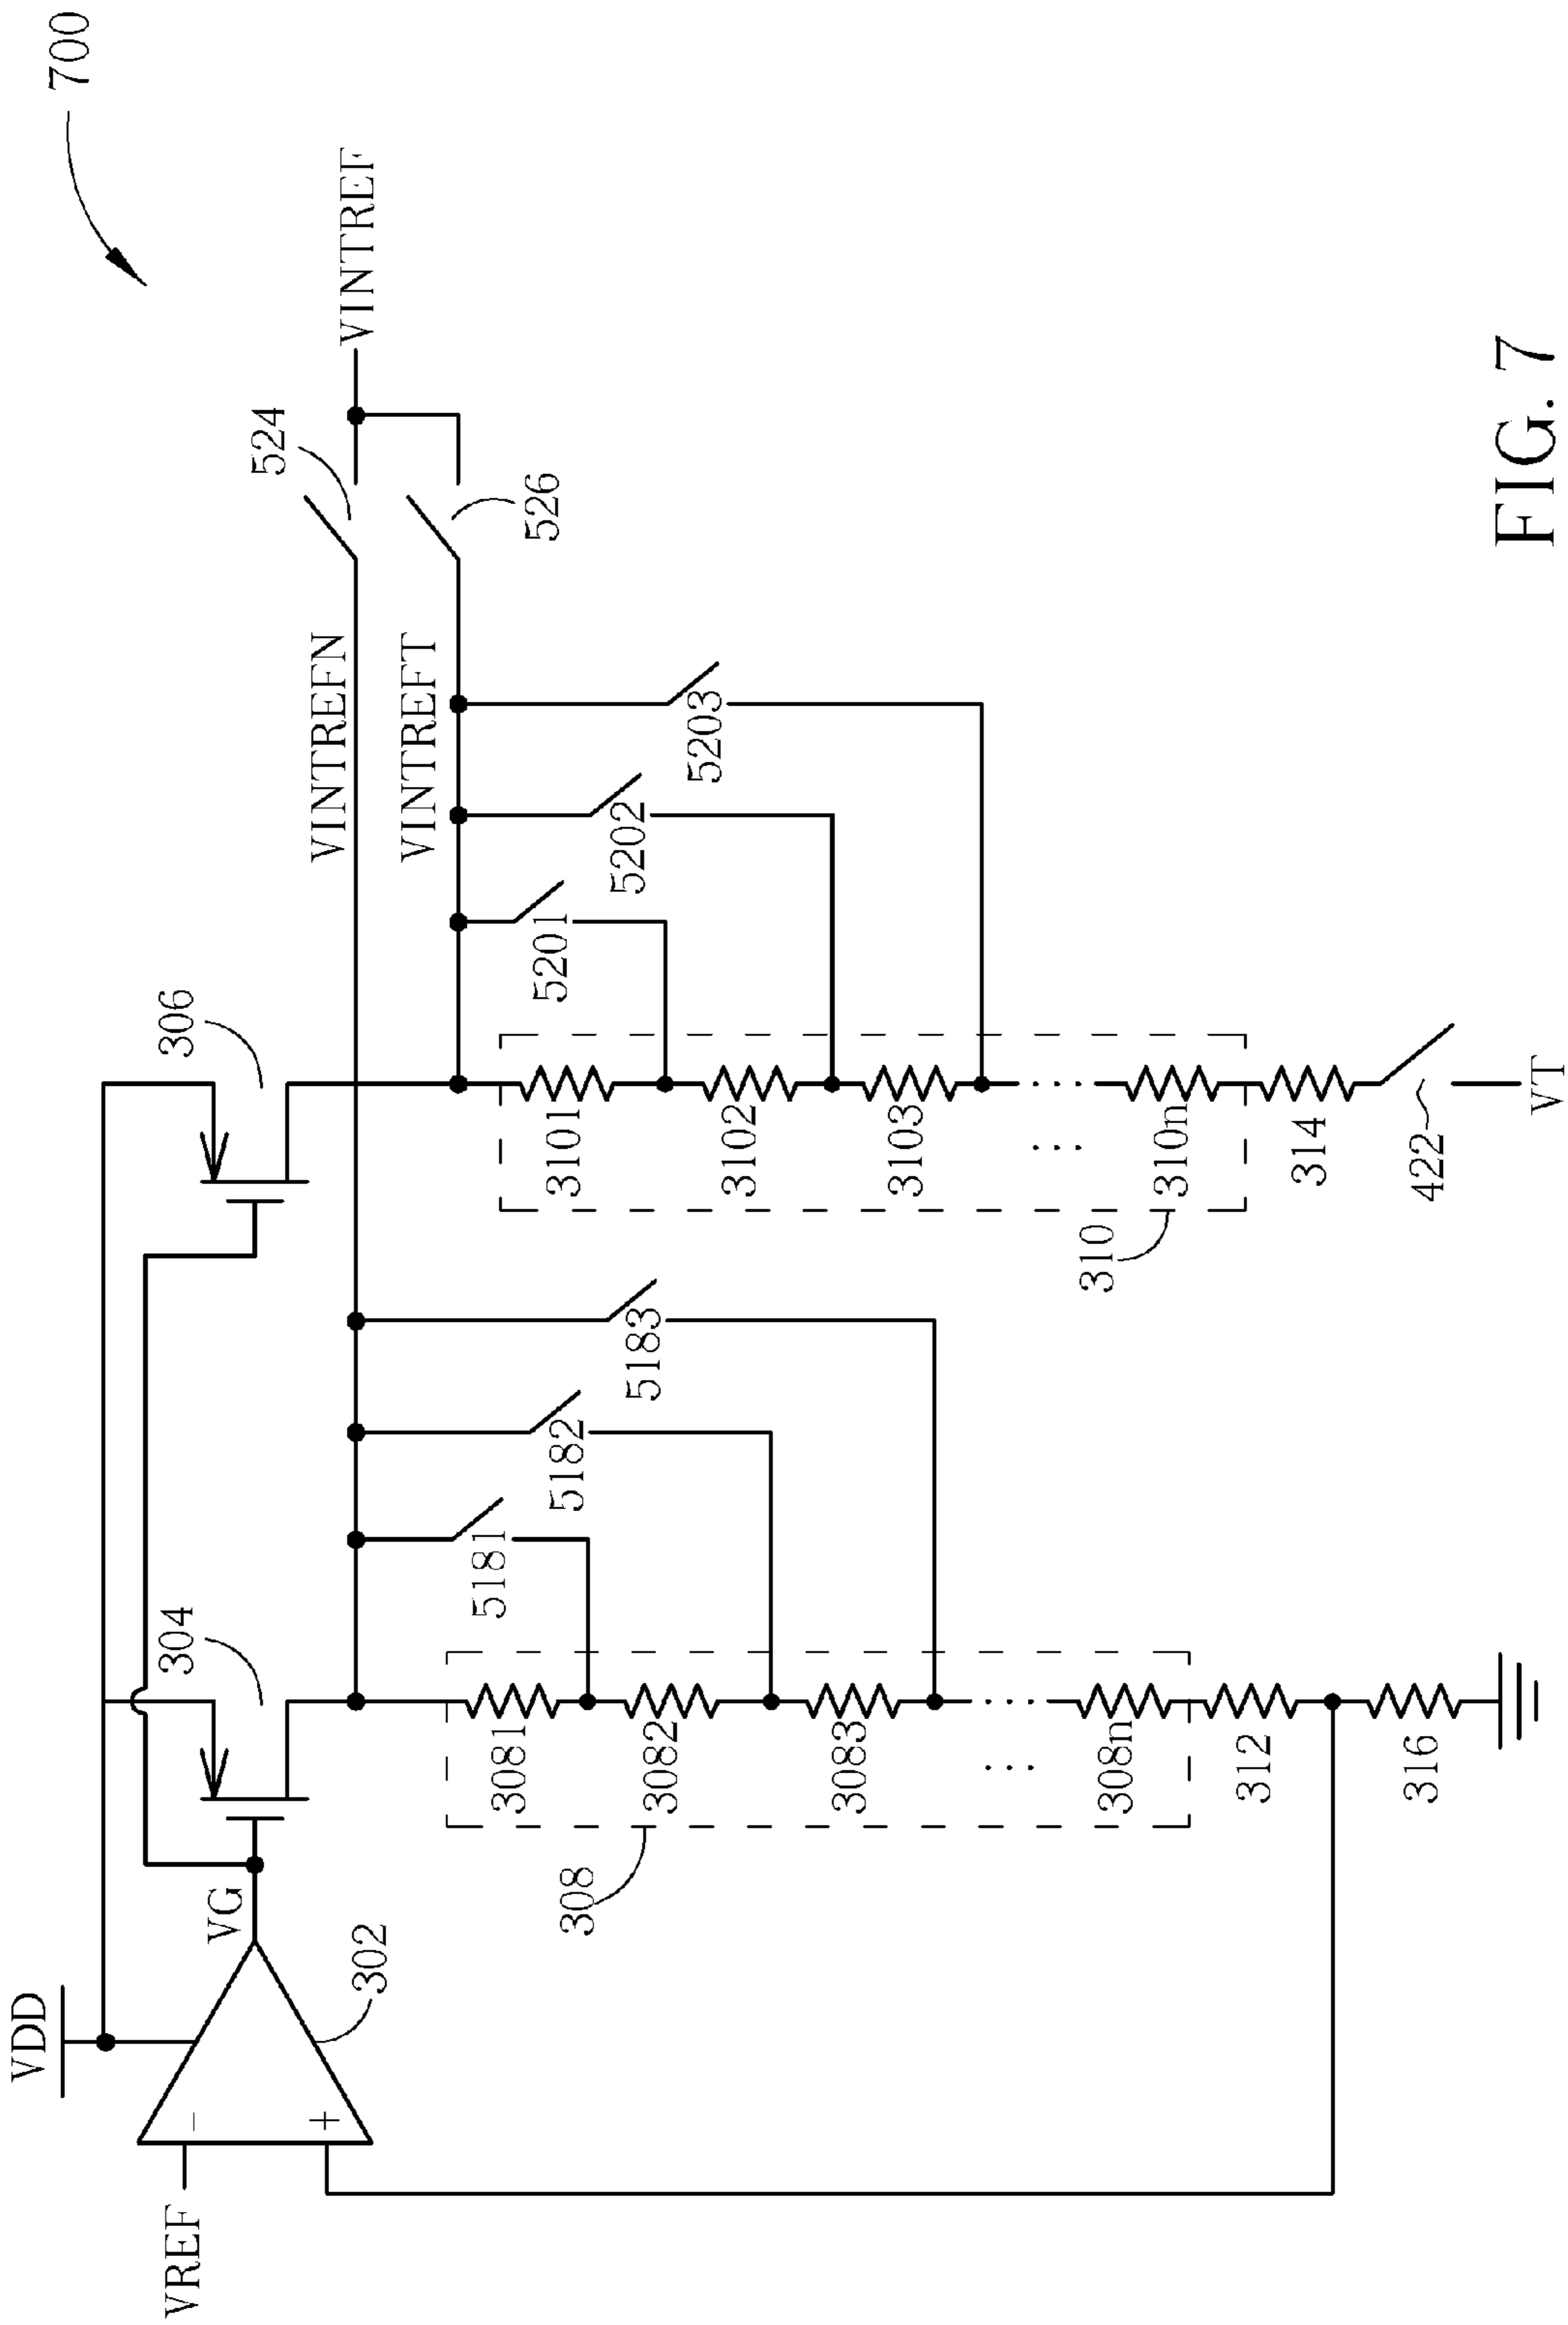 700
VDD
VREF
-
+
VG
302
304
306
VINTREFN
VINTREFT
524
526
VINTREF
308
3081
3082
3083
...
308n
312
316
5181
5182
5183
310
3101
3102
3103
...
310n
314
422
VT
5201
5202
5203
FIG. 7